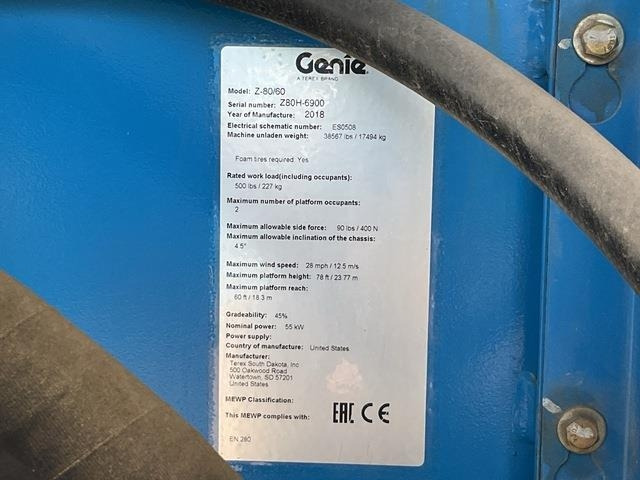 Genie
A TEREX BRAND
Model: Z-80/60
Serial number: Z80H-6900
Year of Manufacture: 2018
Electrical schematic number: ES0508
Machine unladen weight: 38567 lbs / 17494 kg
Foam tires required: Yes
Rated work load(including occupants):
500 lbs / 227 kg
Maximum number of platform occupants:
2
Maximum allowable side force: 90 lbs / 400 N
Maximum allowable inclination of the chassis:
4.5°
Maximum wind speed: 28 mph / 12.5 m/s
Maximum platform height: 78 ft / 23.77 m
Maximum platform reach:
60 ft / 18.3 m
Gradeability: 45%
Nominal power: 55 kW
Power supply:
Country of manufacture: United States
Manufacturer:
Terex South Dakota, Inc
500 Oakwood Road
Watertown, SD 57201
United States
MEWP Classification:
This MEWP complies with: EAC CE
EN 280